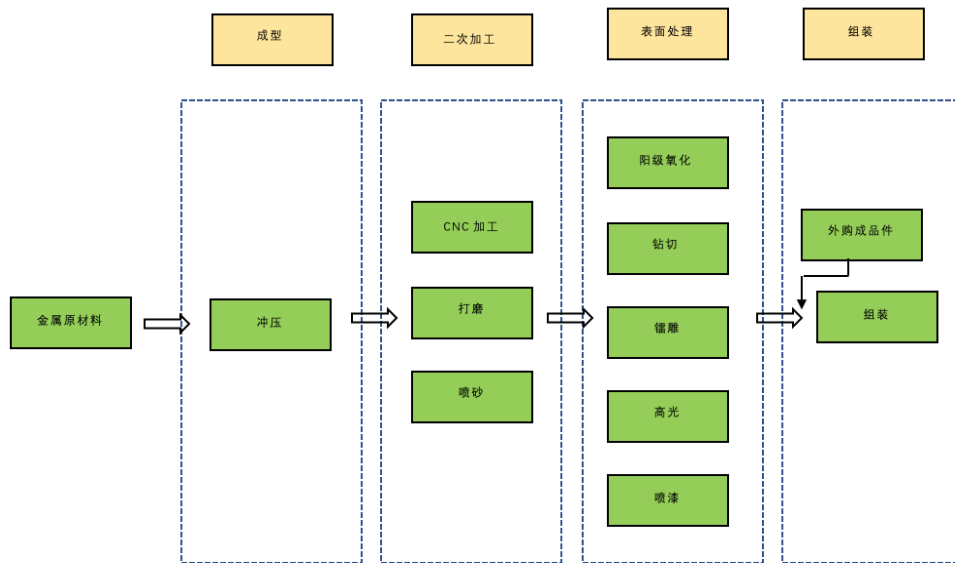 成型
二次加工
表面处理
组装
金属原材料
冲压
CNC 加工
打磨
喷砂
阳级氧化
钻切
镭雕
高光
喷漆
外购成品件
组装